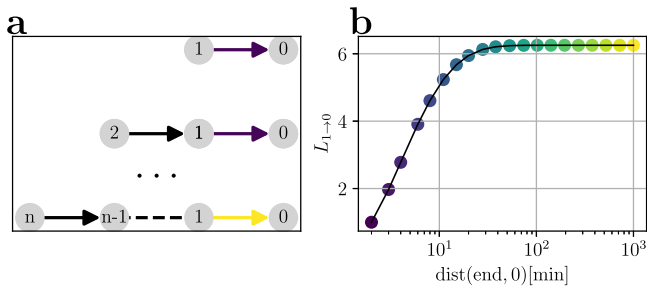 a
1 0
2 1 0
. . .
n n-1 1 0
b
6
4
2
L₁→₀
10¹ 10² 10³
dist(end, 0)[min]